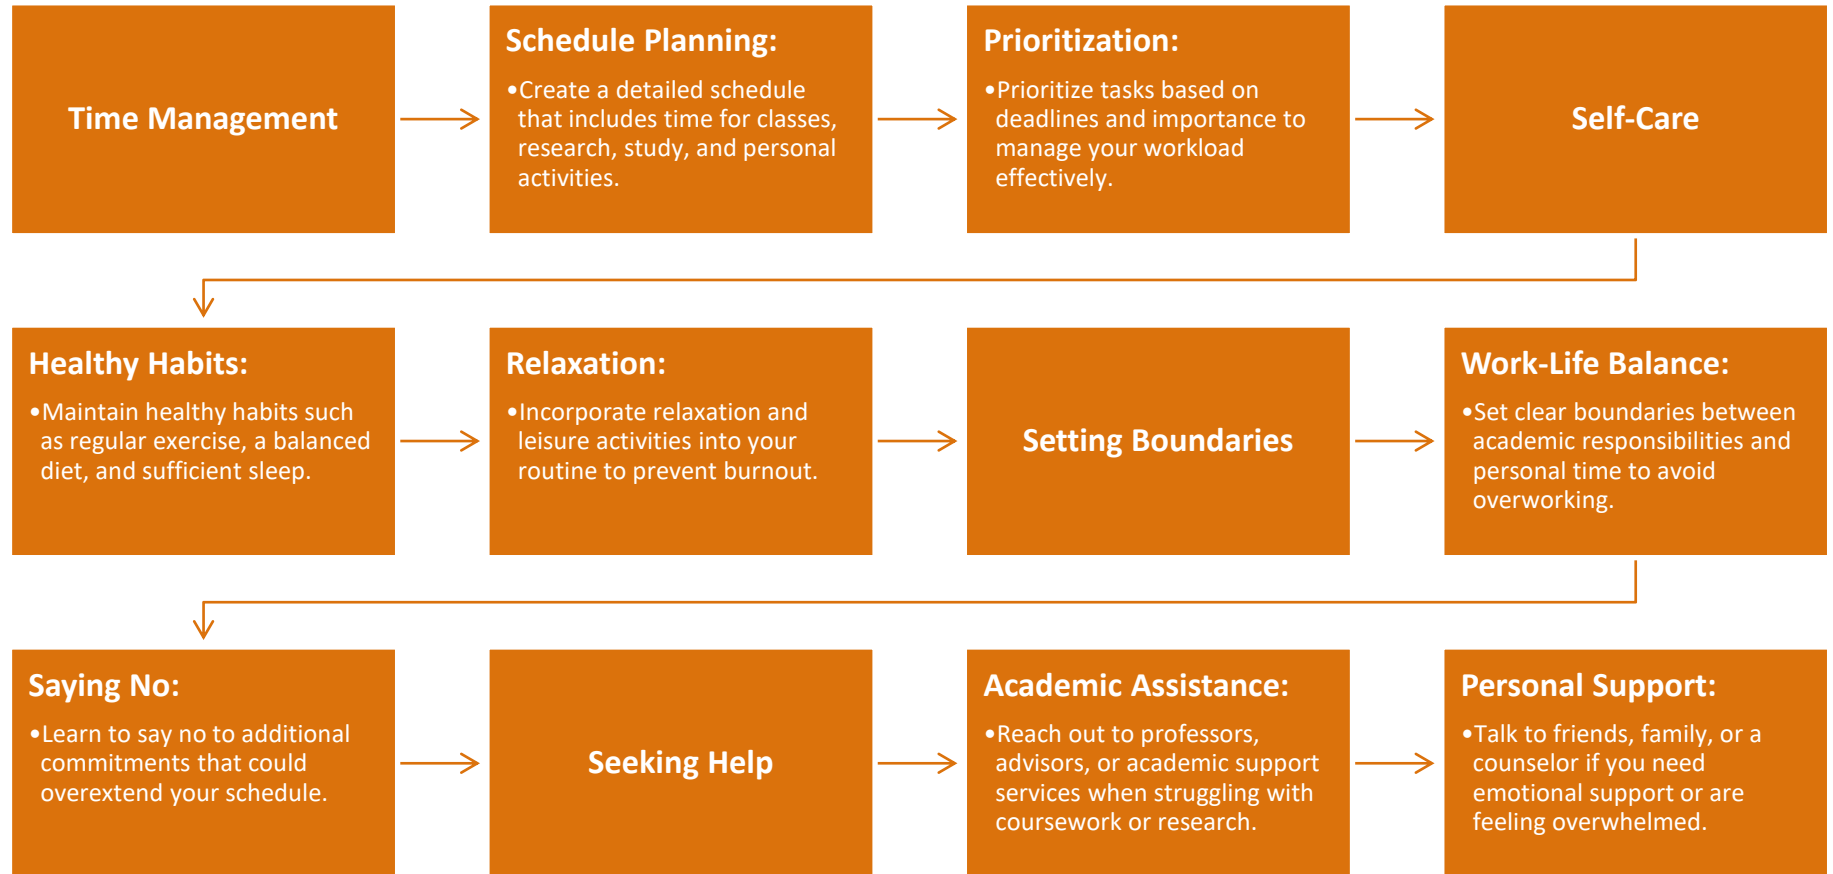 Time Management
Schedule Planning:
•Create a detailed schedule
that includes time for classes,
research, study, and personal
activities.
Prioritization:
•Prioritize tasks based on
deadlines and importance to
manage your workload
effectively.
Self-Care
Healthy Habits:
•Maintain healthy habits such
as regular exercise, a balanced
diet, and sufficient sleep.
Relaxation:
•Incorporate relaxation and
leisure activities into your
routine to prevent burnout.
Setting Boundaries
Work-Life Balance:
•Set clear boundaries between
academic responsibilities and
personal time to avoid
overworking.
Saying No:
•Learn to say no to additional
commitments that could
overextend your schedule.
Seeking Help
Academic Assistance:
•Reach out to professors,
advisors, or academic support
services when struggling with
coursework or research.
Personal Support:
•Talk to friends, family, or a
counselor if you need
emotional support or are
feeling overwhelmed.